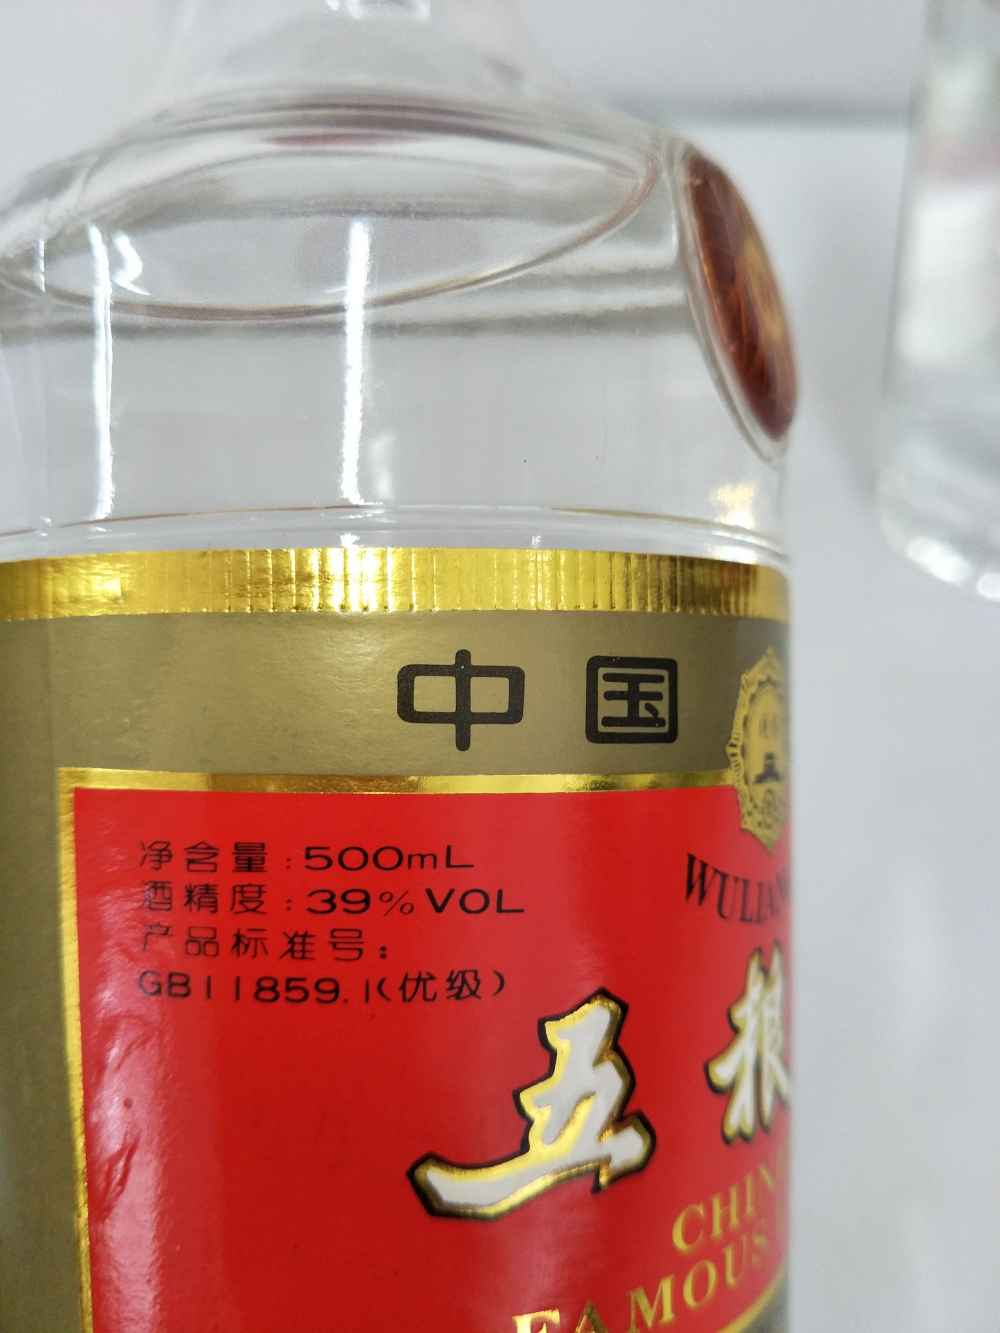 中国
净含量:500mL
酒精度:39%VOL
产品标准号:
GB11859.1(优级)
WULIAN
五粮
CHIN
FAMOUS